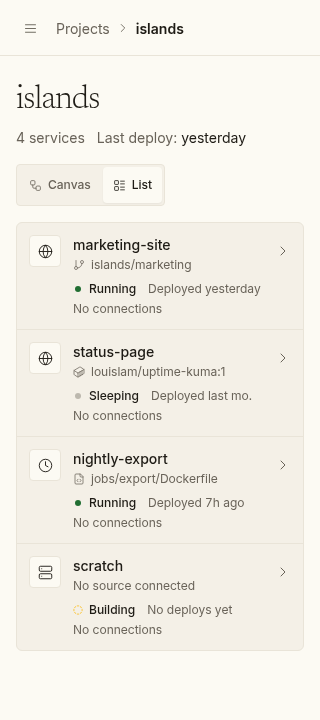 Projects > islands
islands
4 services Last deploy: yesterday
Canvas List
marketing-site
islands/marketing
Running Deployed yesterday
No connections
status-page
louislam/uptime-kuma:1
Sleeping Deployed last mo.
No connections
nightly-export
jobs/export/Dockerfile
Running Deployed 7h ago
No connections
scratch
No source connected
Building No deploys yet
No connections